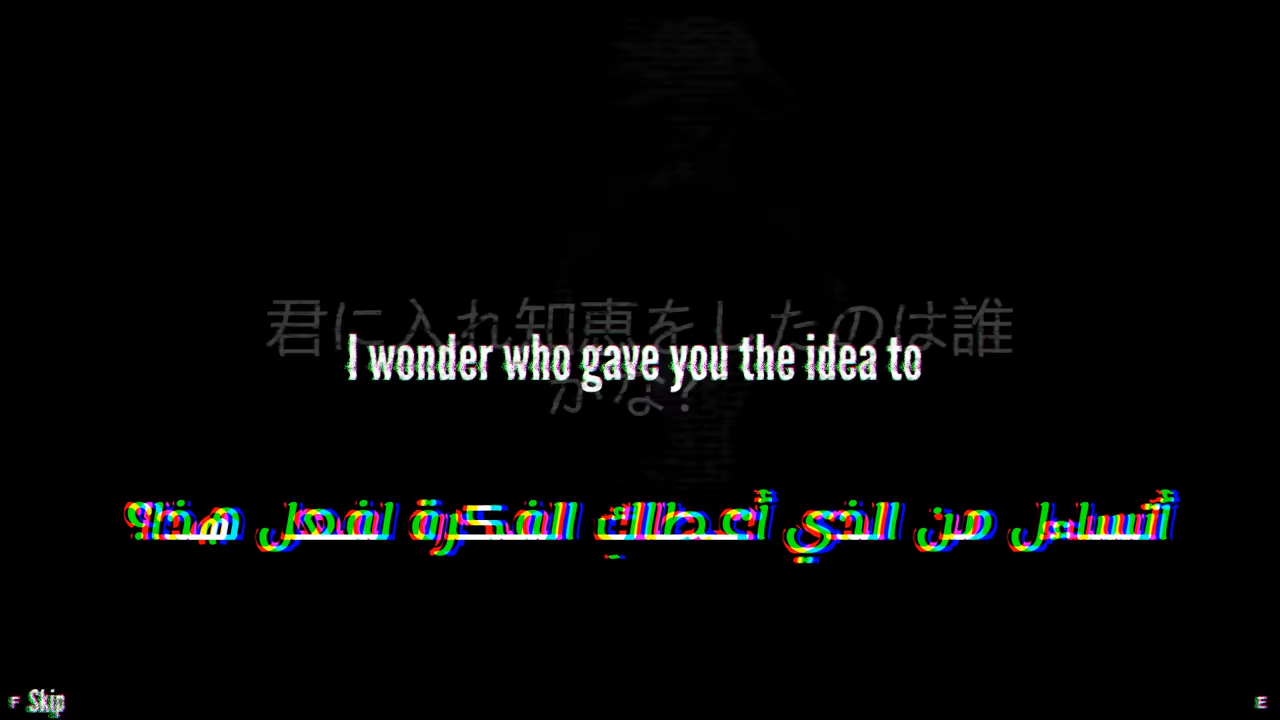 君に入れ知恵をしたのは誰
かな?
I wonder who gave you the idea to
أتساءل من الذي أعطاكِ الفكرة لفعل هذا؟
F Skip
E